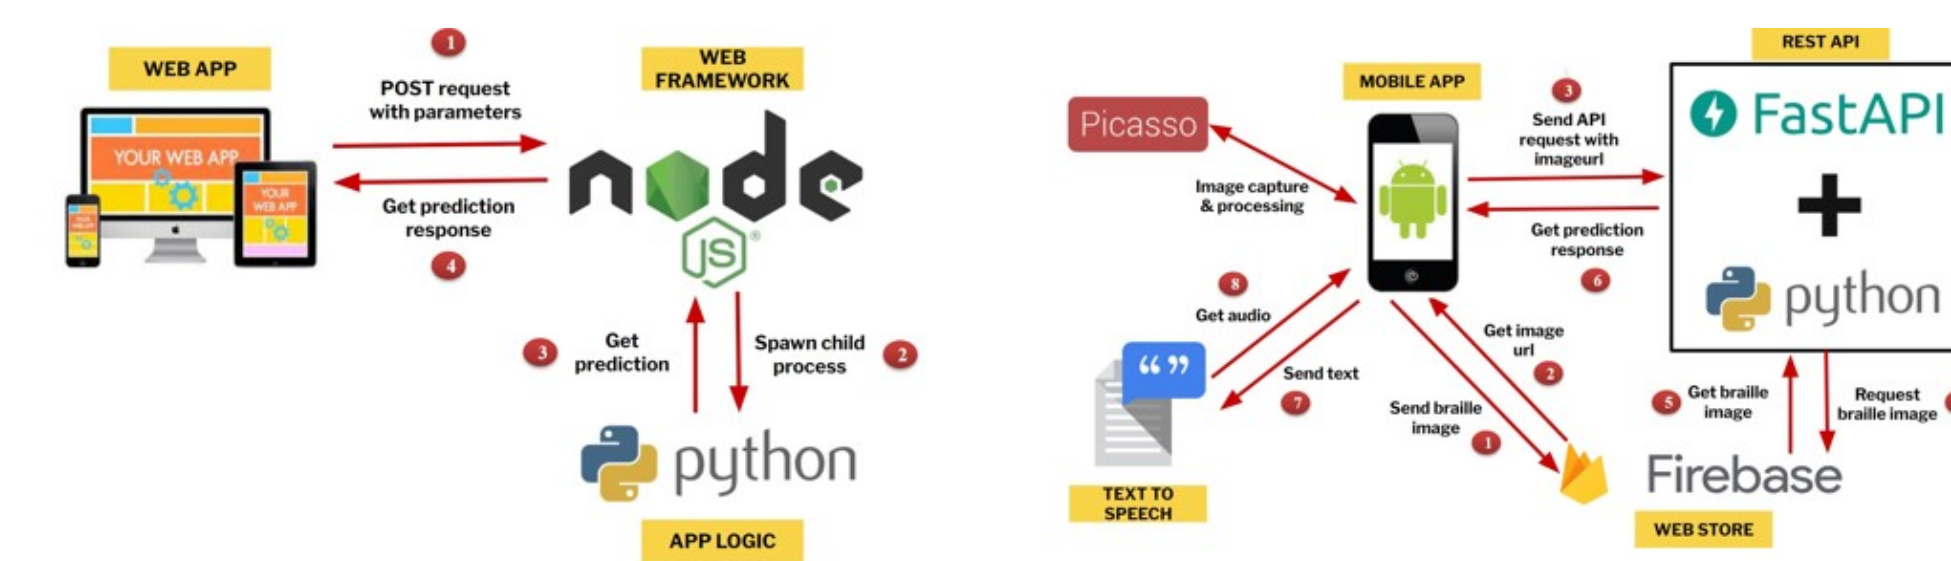 WEB APP
1
POST request
with parameters
WEB
FRAMEWORK
YOUR WEB APP
YOUR
WEB APP
node
JS
®
Get prediction
response
4
3
Get
prediction
Spawn child
process
2
python
APP LOGIC
REST API
MOBILE APP
3
Send API
request with
imageurl
FastAPI
Picasso
Image capture
& processing
Get prediction
response
6
python
8
Get audio
Get image
url
2
“ ”
Send text
7
Send braille
image
1
5
Get braille
image
Request
braille image
Firebase
TEXT TO
SPEECH
WEB STORE